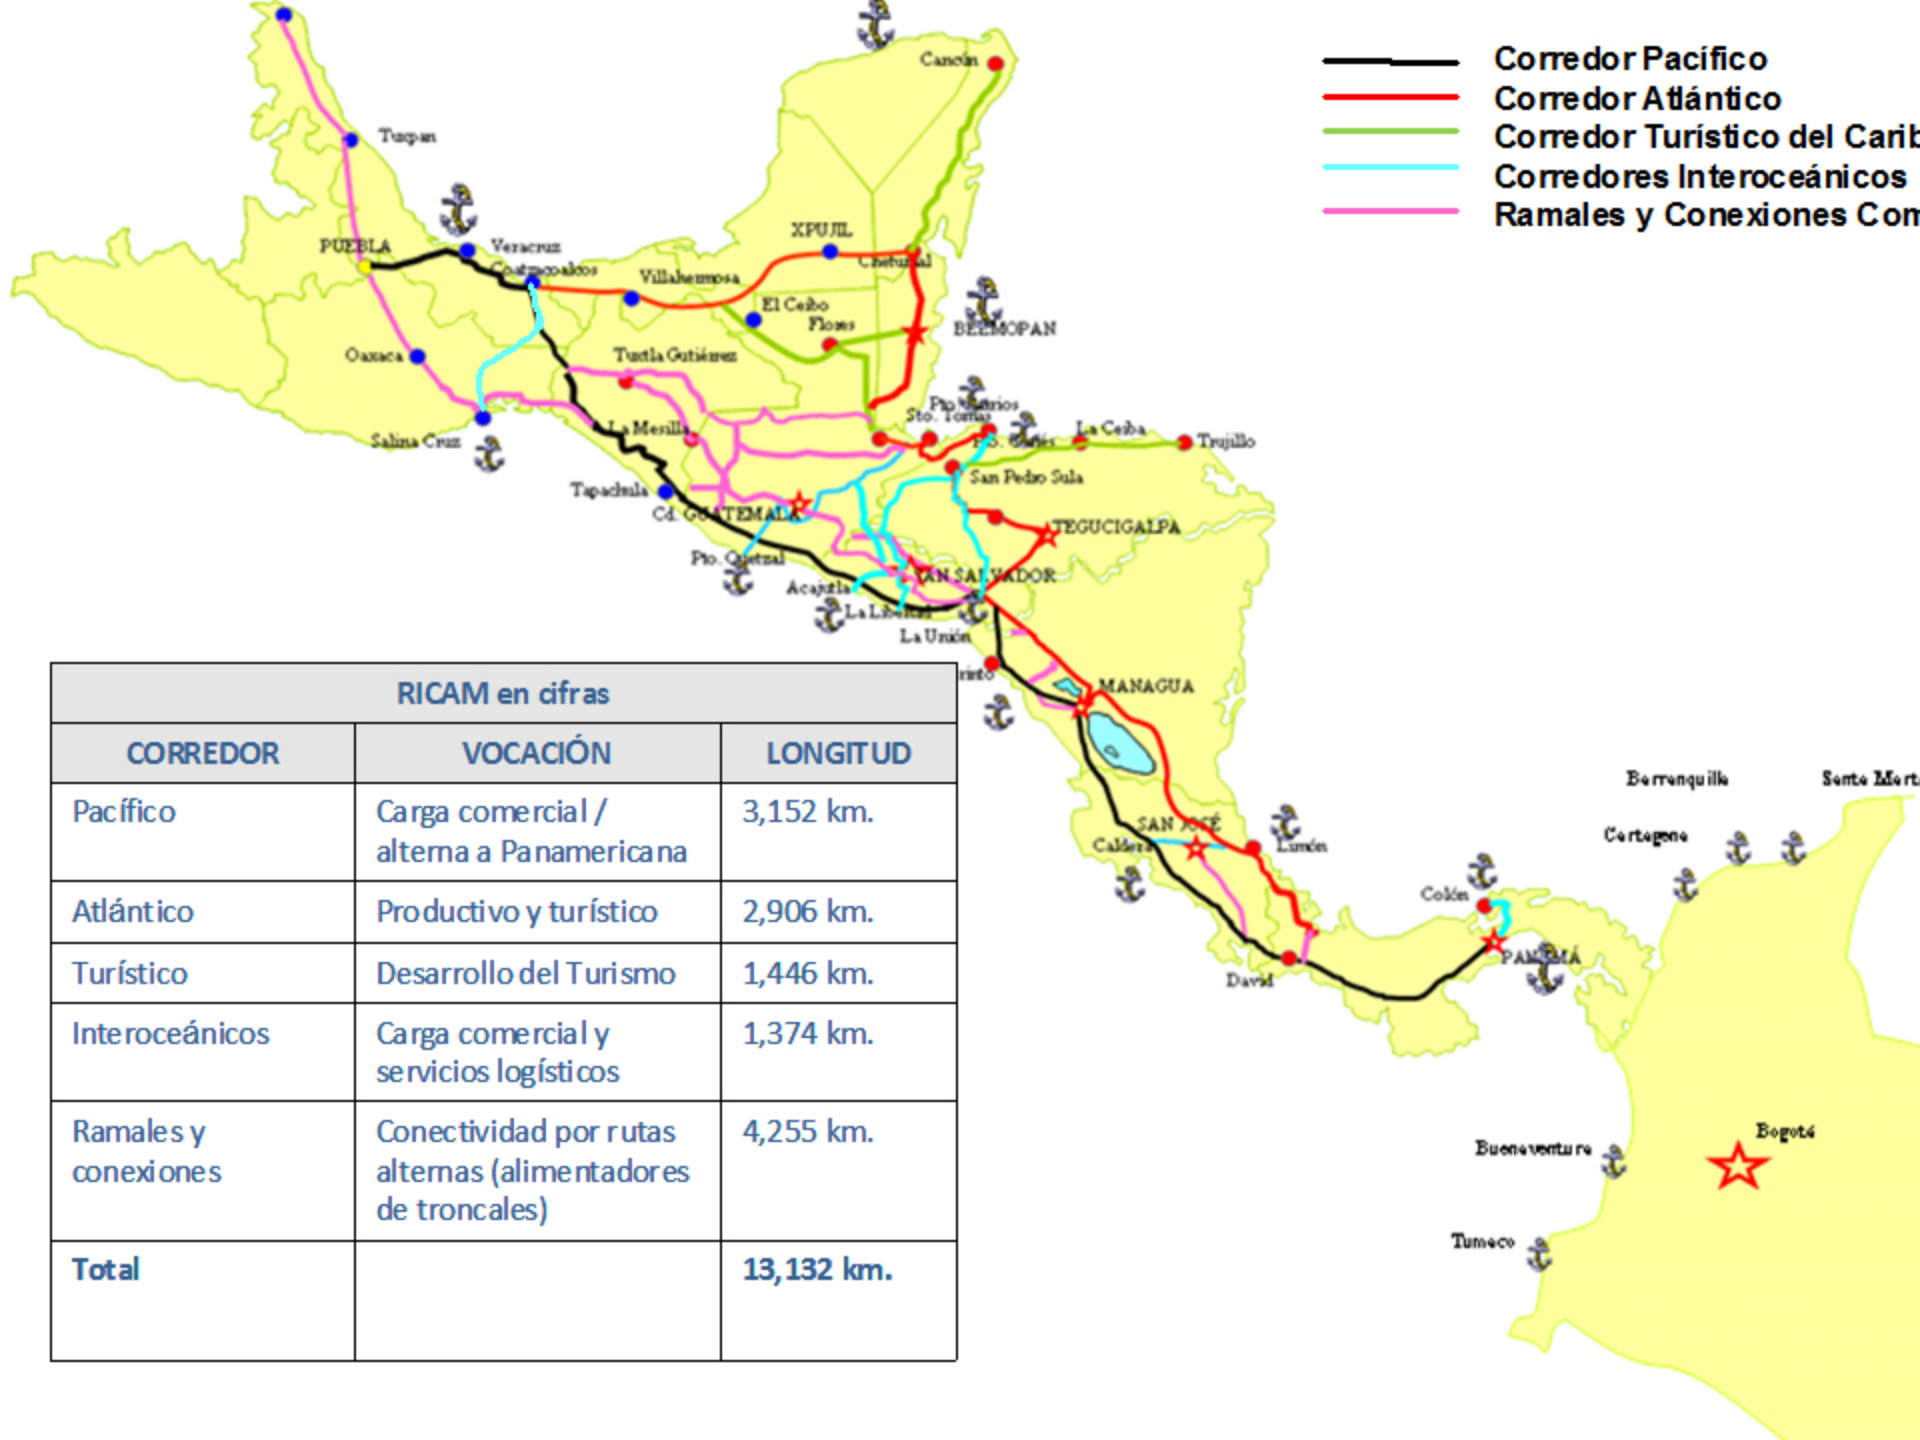 Cancún
Corredor Pacífico
Corredor Atlántico
Corredor Turístico del Carib
Corredores Interoceánicos
Ramales y Conexiones Com
Tuxpan
PUEBLA
Veracruz
Coatzacoalcos
Villahermosa
XPUJIL
Chetumal
El Ceibo
Flores
BELMOPAN
Oaxaca
Tuxtla Gutiérrez
Salina Cruz
La Mesilla
Sto. Tomás
La Ceiba
Trujillo
San Pedro Sula
Tapachula
Cd. GUATEMALA
TEGUCIGALPA
Pto. Quetzal
Acajutla
SAN SALVADOR
La Libertad
La Unión
rinto
MANAGUA
SAN JOSÉ
Caldera
Limón
Colón
PANAMÁ
David
Barranquilla
Santa Mart
Cartagena
Buenaventura
Bogotá
Tumaco
RICAM en cifras
CORREDOR VOCACIÓN LONGITUD
Pacífico Carga comercial / 3,152 km.
alterna a Panamericana
Atlántico Productivo y turístico 2,906 km.
Turístico Desarrollo del Turismo 1,446 km.
Interoceánicos Carga comercial y 1,374 km.
servicios logísticos
Ramales y Conectividad por rutas 4,255 km.
conexiones alternas (alimentadores
de troncales)
Total 13,132 km.